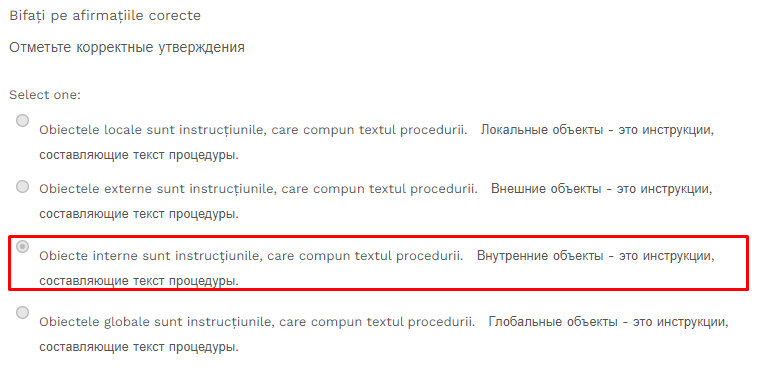 Bifați pe afirmațiile corecte
Отметьте корректные утверждения
Select one:
Obiectele locale sunt instrucțiunile, care compun textul procedurii. Локальные объекты - это инструкции,
составляющие текст процедуры.
Obiectele externe sunt instrucțiunile, care compun textul procedurii. Внешние объекты - это инструкции,
составляющие текст процедуры.
Obiecte interne sunt instrucţiunile, care compun textul procedurii. Внутренние объекты - это инструкции,
составляющие текст процедуры.
Obiectele globale sunt instrucțiunile, care compun textul procedurii. Глобальные объекты - это инструкции,
составляющие текст процедуры.